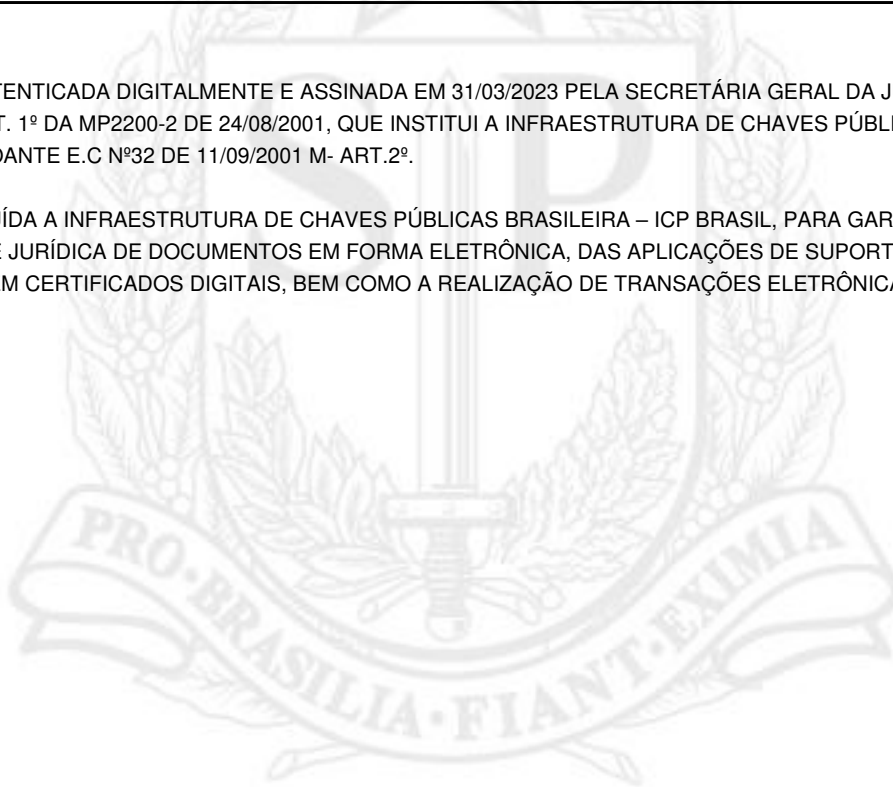 TENTICADA DIGITALMENTE E ASSINADA EM 31/03/2023 PELA SECRETÁRIA GERAL DA J
T. 1º DA MP2200-2 DE 24/08/2001, QUE INSTITUI A INFRAESTRUTURA DE CHAVES PÚBL
DANTE E.C Nº32 DE 11/09/2001 M- ART.2º.
ÍDA A INFRAESTRUTURA DE CHAVES PÚBLICAS BRASILEIRA – ICP BRASIL, PARA GAR
E JURÍDICA DE DOCUMENTOS EM FORMA ELETRÔNICA, DAS APLICAÇÕES DE SUPORT
EM CERTIFICADOS DIGITAIS, BEM COMO A REALIZAÇÃO DE TRANSAÇÕES ELETRÔNICA
SP
PRO·BRASILIA·FIANT·EXIMIA